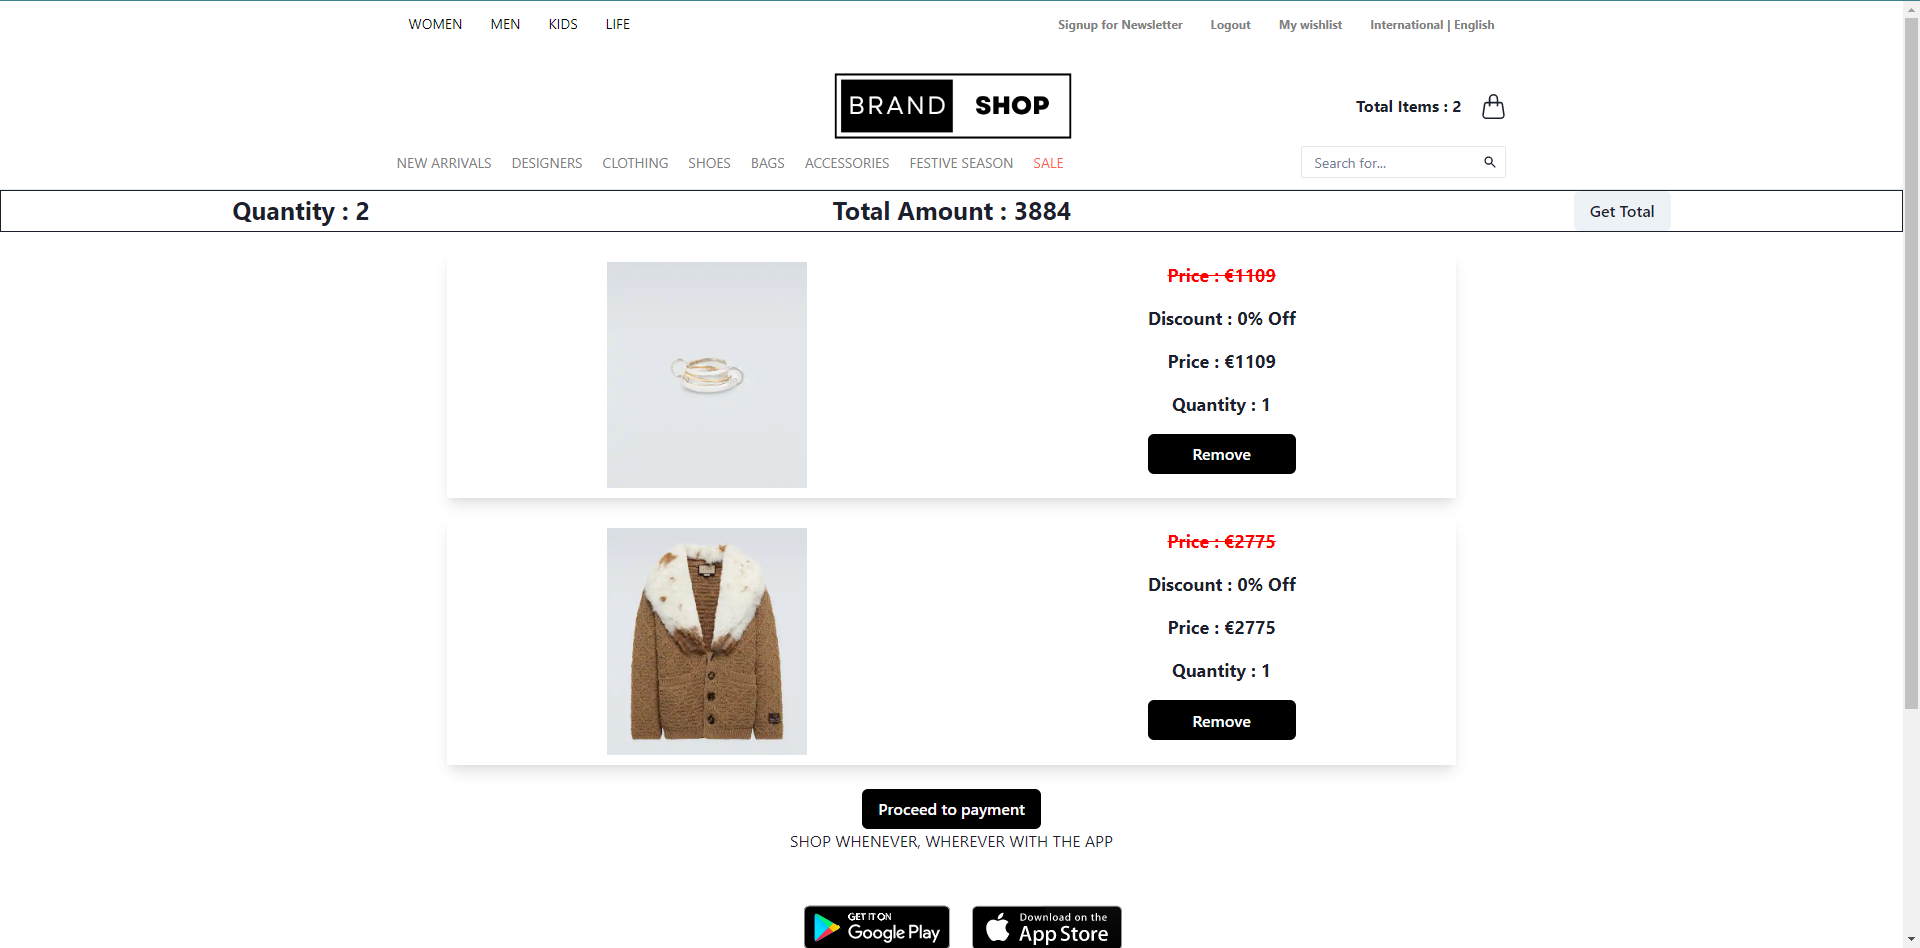 WOMEN MEN KIDS LIFE Signup for Newsletter Logout My wishlist International | English
BRAND SHOP
Total Items : 2
NEW ARRIVALS DESIGNERS CLOTHING SHOES BAGS ACCESSORIES FESTIVE SEASON SALE Search for...
Quantity : 2 Total Amount : 3884 Get Total
Price : €1109
Discount : 0% Off
Price : €1109
Quantity : 1
Remove
Price : €2775
Discount : 0% Off
Price : €2775
Quantity : 1
Remove
Proceed to payment
SHOP WHENEVER, WHEREVER WITH THE APP
GET IT ON Download on the
Google Play App Store